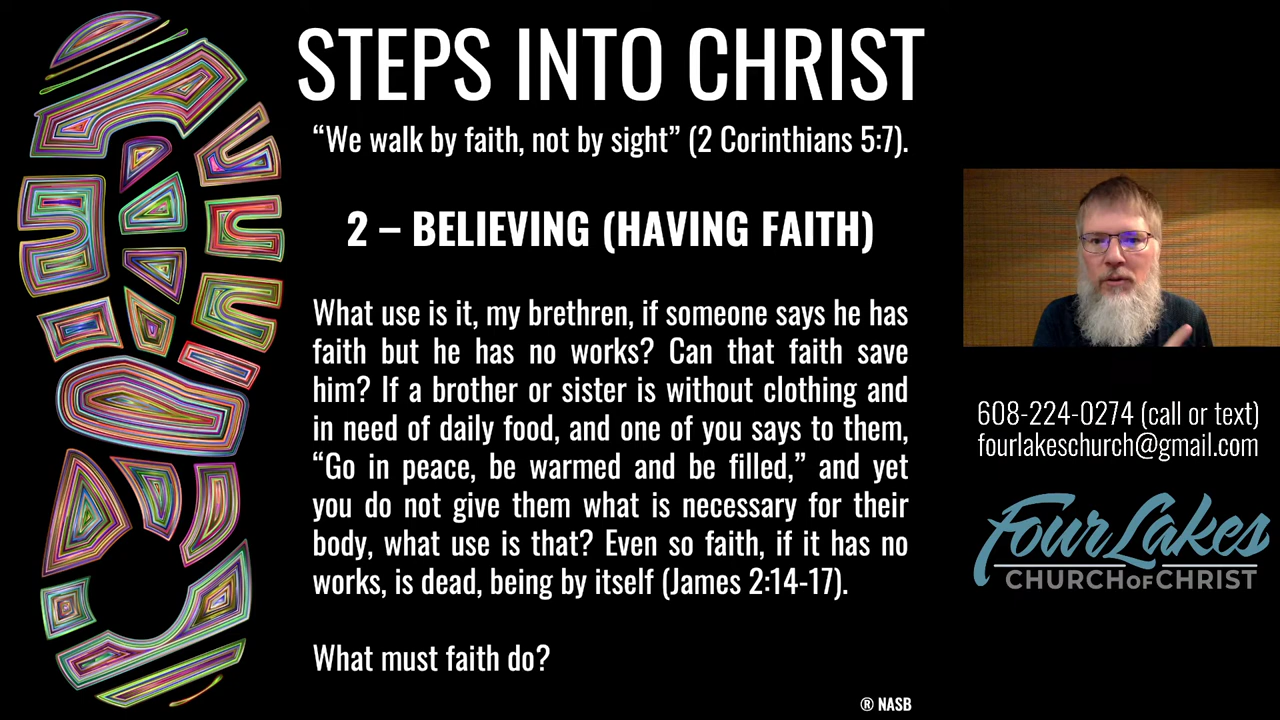 STEPS INTO CHRIST
“We walk by faith, not by sight” (2 Corinthians 5:7).
2 – BELIEVING (HAVING FAITH)
What use is it, my brethren, if someone says he has
faith but he has no works? Can that faith save
him? If a brother or sister is without clothing and
in need of daily food, and one of you says to them,
“Go in peace, be warmed and be filled,” and yet
you do not give them what is necessary for their
body, what use is that? Even so faith, if it has no
works, is dead, being by itself (James 2:14-17).
What must faith do?
® NASB
608-224-0274 (call or text)
fourlakeschurch@gmail.com
Four Lakes
CHURCH OF CHRIST